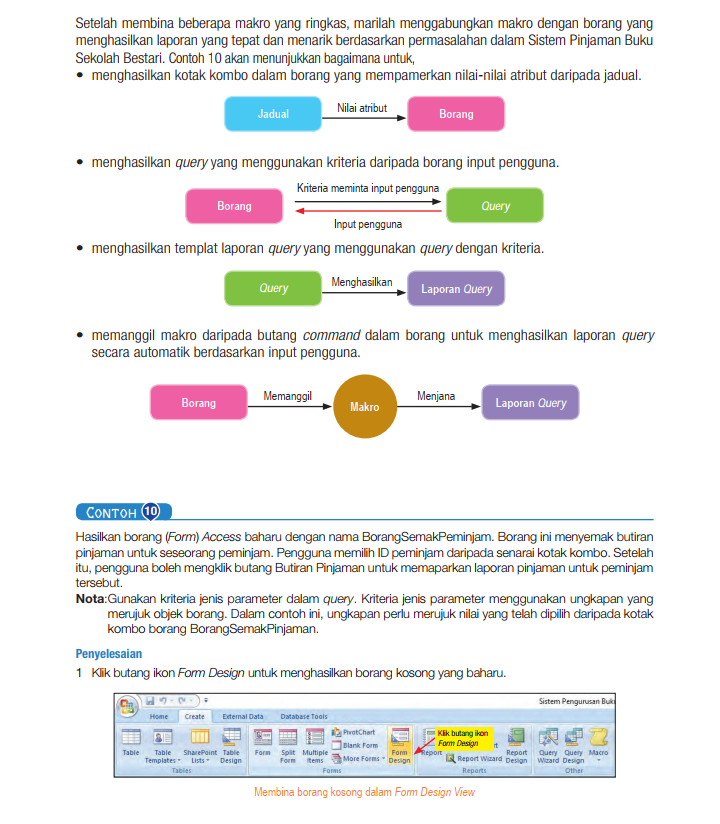 Setelah membina beberapa makro yang ringkas, marilah menggabungkan makro dengan borang yang
menghasilkan laporan yang tepat dan menarik berdasarkan permasalahan dalam Sistem Pinjaman Buku
Sekolah Bestari. Contoh 10 akan menunjukkan bagaimana untuk,
• menghasilkan kotak kombo dalam borang yang mempamerkan nilai-nilai atribut daripada jadual.
Jadual
Nilai atribut
Borang
• menghasilkan query yang menggunakan kriteria daripada borang input pengguna.
Borang
Kriteria meminta input pengguna
Input pengguna
Query
• menghasilkan templat laporan query yang menggunakan query dengan kriteria.
Query
Menghasilkan
Laporan Query
• memanggil makro daripada butang command dalam borang untuk menghasilkan laporan query
secara automatik berdasarkan input pengguna.
Borang
Memanggil
Makro
Menjana
Laporan Query
CONTOH 10
Hasilkan borang (Form) Access baharu dengan nama BorangSemakPeminjam. Borang ini menyemak butiran
pinjaman untuk seseorang peminjam. Pengguna memilih ID peminjam daripada senarai kotak kombo. Setelah
itu, pengguna boleh mengklik butang Butiran Pinjaman untuk memaparkan laporan pinjaman untuk peminjam
tersebut.
Nota:Gunakan kriteria jenis parameter dalam query. Kriteria jenis parameter menggunakan ungkapan yang
merujuk objek borang. Dalam contoh ini, ungkapan perlu merujuk nilai yang telah dipilih daripada kotak
kombo borang BorangSemakPinjaman.
Penyelesaian
1 Klik butang ikon Form Design untuk menghasilkan borang kosong yang baharu.
Sistem Pengurusan Buku
Home Create External Data Database Tools
Table
Table Templates
SharePoint Lists
Table Design
Tables
Form
Split Form
Multiple Items
PivotChart
Blank Form
More Forms
Form Design
Forms
Klik butang ikon
Form Design
Report
Report Wizard
Report Design
Reports
Query Wizard
Query Design
Macro
Other
Membina borang kosong dalam Form Design View